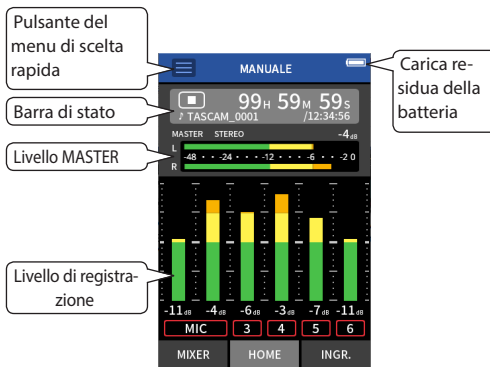 Pulsante del
menu di scelta
rapida
MANUALE
Carica re-
sidua della
batteria
Barra di stato
99H 59M 59S
♪ TASCAM_0001 /12:34:56
MASTER STEREO -4dB
Livello MASTER
L
-48 · · -24 · · · -12 · · · -6 · · -2 0
R
Livello di registra-
zione
-11dB -4dB -6dB -3dB -7dB -11dB
MIC 3 4 5 6
MIXER HOME INGR.